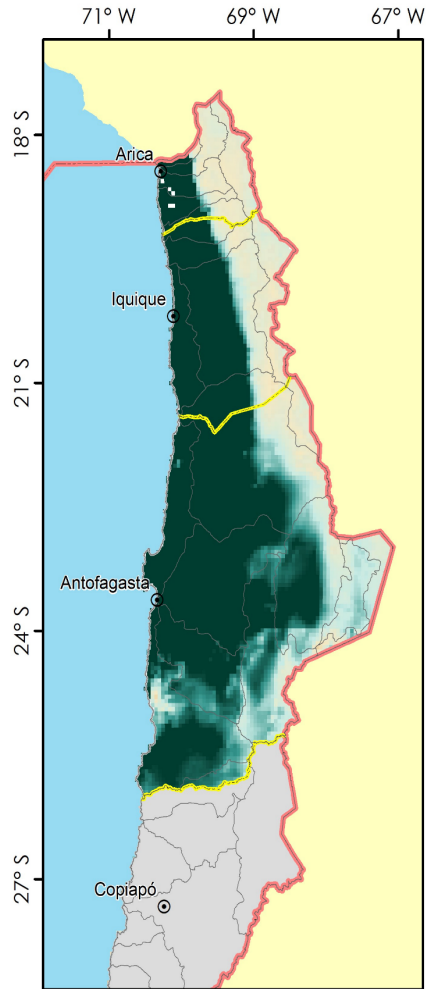 71° W 69° W 67° W
18° S
Arica
Iquique
21° S
Antofagasta
24° S
27° S
Copiapó